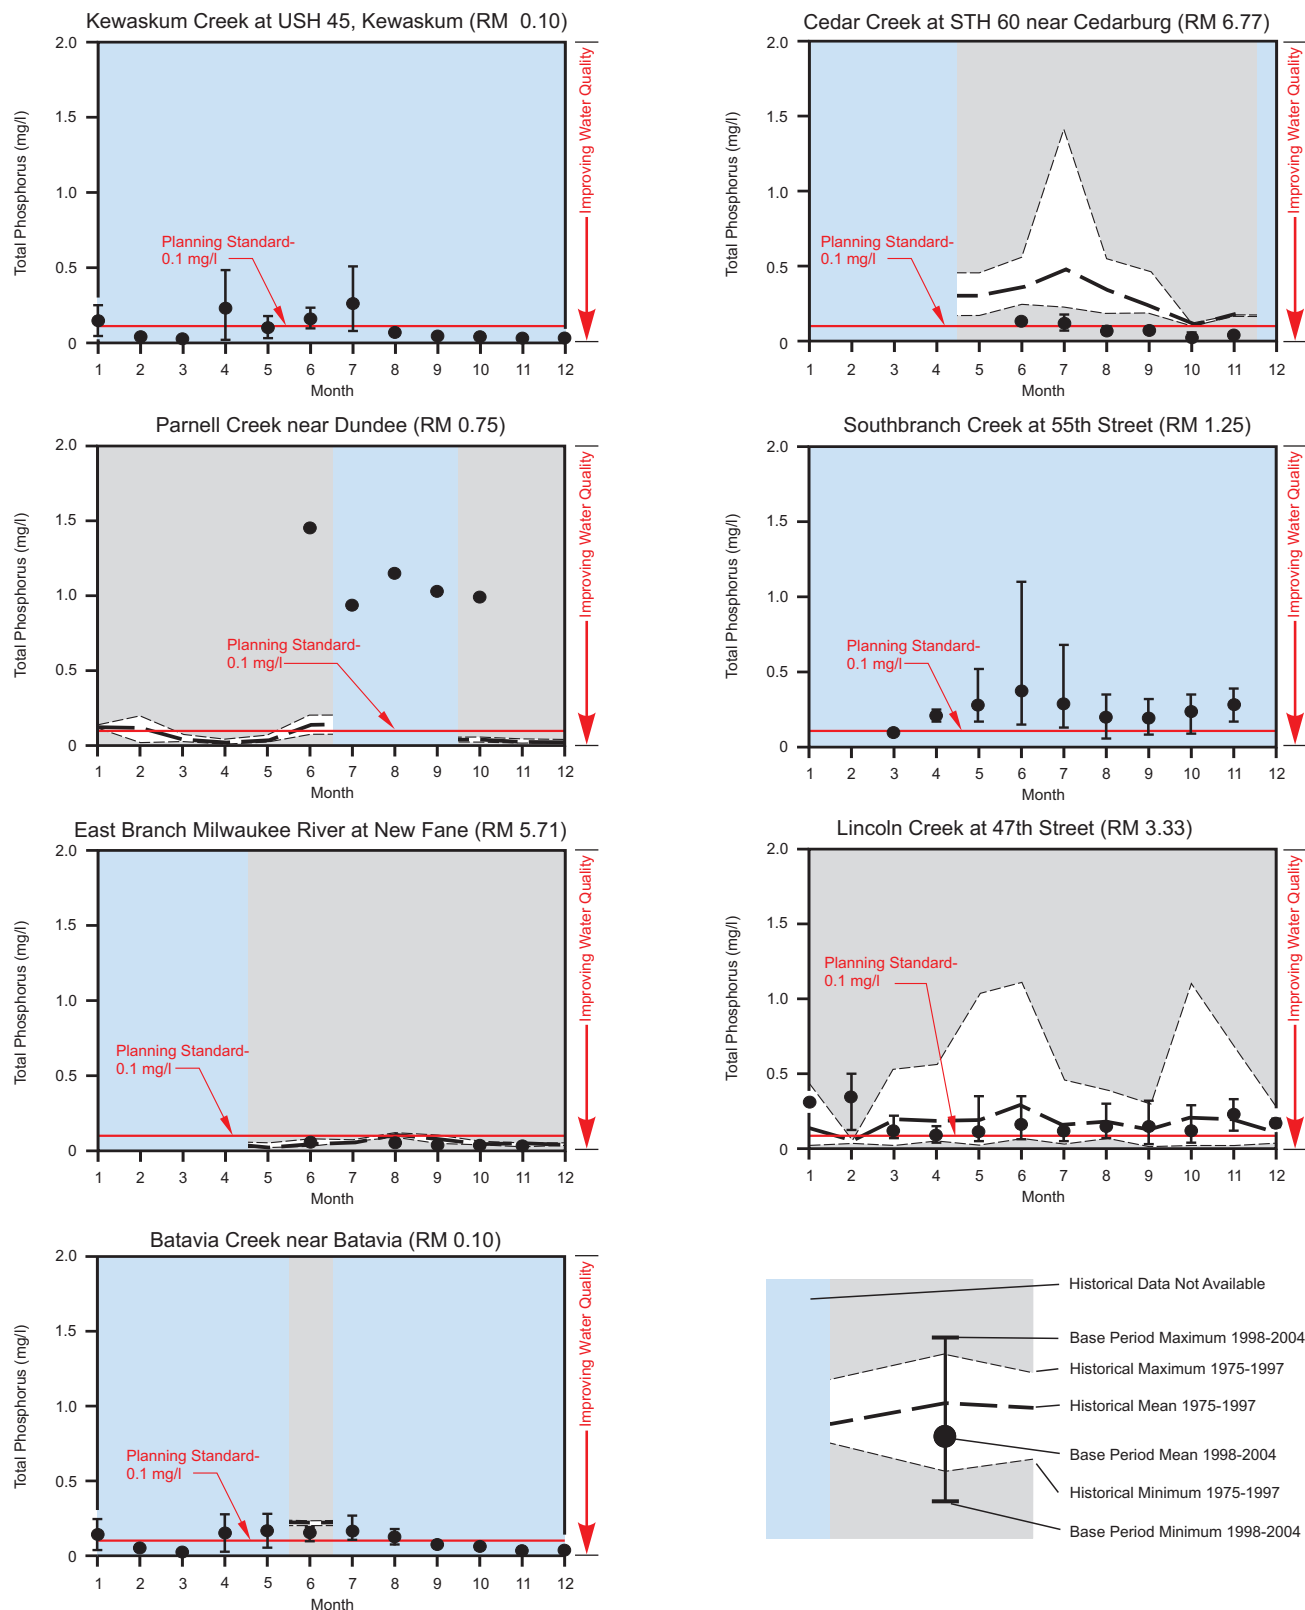 Kewaskum Creek at USH 45, Kewaskum (RM 0.10)
2.0
1.5
1.0
0.5
0
Total Phosphorus (mg/l)
Planning Standard-
0.1 mg/l
1 2 3 4 5 6 7 8 9 10 11 12
Month
Improving Water Quality
Cedar Creek at STH 60 near Cedarburg (RM 6.77)
2.0
1.5
1.0
0.5
0
Total Phosphorus (mg/l)
Planning Standard-
0.1 mg/l
1 2 3 4 5 6 7 8 9 10 11 12
Month
Improving Water Quality
Parnell Creek near Dundee (RM 0.75)
2.0
1.5
1.0
0.5
0
Total Phosphorus (mg/l)
Planning Standard-
0.1 mg/l
1 2 3 4 5 6 7 8 9 10 11 12
Month
Improving Water Quality
Southbranch Creek at 55th Street (RM 1.25)
2.0
1.5
1.0
0.5
0
Total Phosphorus (mg/l)
Planning Standard-
0.1 mg/l
1 2 3 4 5 6 7 8 9 10 11 12
Month
Improving Water Quality
East Branch Milwaukee River at New Fane (RM 5.71)
2.0
1.5
1.0
0.5
0
Total Phosphorus (mg/l)
Planning Standard-
0.1 mg/l
1 2 3 4 5 6 7 8 9 10 11 12
Month
Improving Water Quality
Lincoln Creek at 47th Street (RM 3.33)
2.0
1.5
1.0
0.5
0
Total Phosphorus (mg/l)
Planning Standard-
0.1 mg/l
1 2 3 4 5 6 7 8 9 10 11 12
Month
Improving Water Quality
Batavia Creek near Batavia (RM 0.10)
2.0
1.5
1.0
0.5
0
Total Phosphorus (mg/l)
Planning Standard-
0.1 mg/l
1 2 3 4 5 6 7 8 9 10 11 12
Month
Improving Water Quality
Historical Data Not Available
Base Period Maximum 1998-2004
Historical Maximum 1975-1997
Historical Mean 1975-1997
Base Period Mean 1998-2004
Historical Minimum 1975-1997
Base Period Minimum 1998-2004